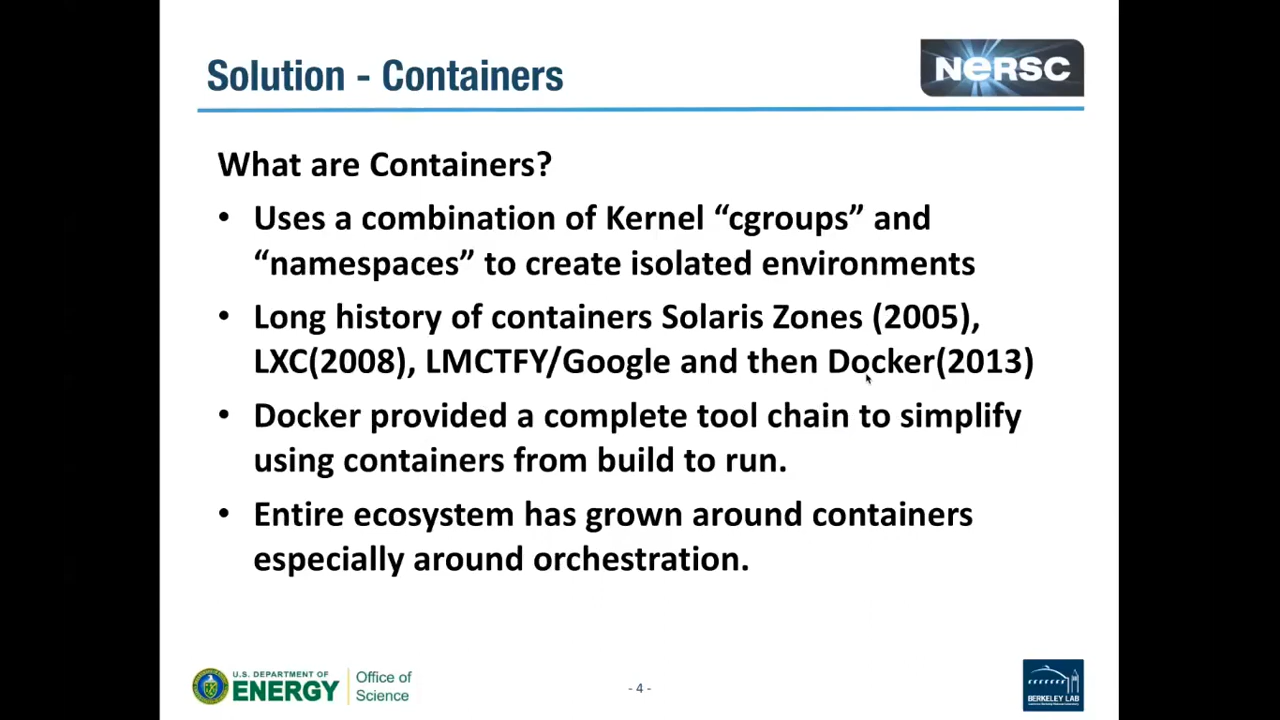 Solution - Containers
NERSC
What are Containers?
• Uses a combination of Kernel “cgroups” and
“namespaces” to create isolated environments
• Long history of containers Solaris Zones (2005),
LXC(2008), LMCTFY/Google and then Docker(2013)
• Docker provided a complete tool chain to simplify
using containers from build to run.
• Entire ecosystem has grown around containers
especially around orchestration.
U.S. DEPARTMENT OF
ENERGY
Office of
Science
- 4 -
BERKELEY LAB